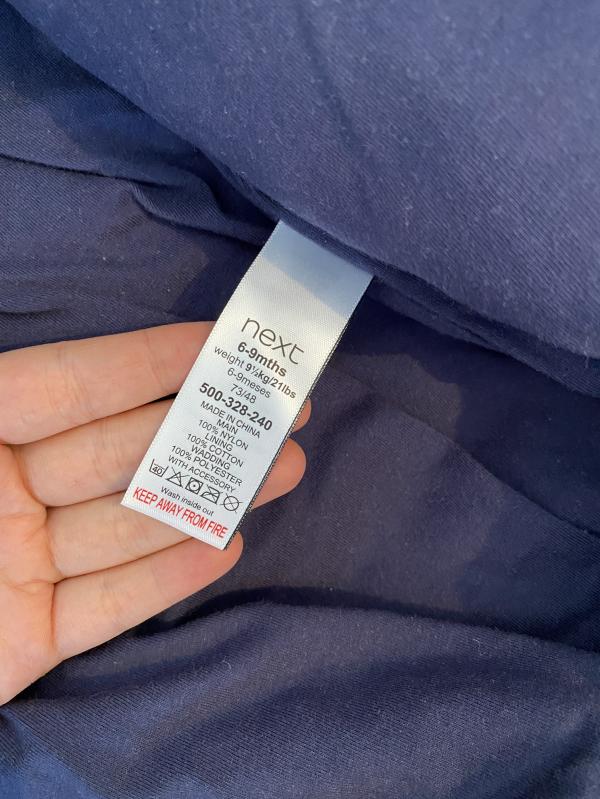 next
6-9mths
weight 9½kg/21lbs
6-9meses
73/48
500-328-240
MADE IN CHINA
MAIN
100% NYLON
LINING
100% COTTON
WADDING
100% POLYESTER
WITH ACCESSORY
40
Wash inside out
KEEP AWAY FROM FIRE